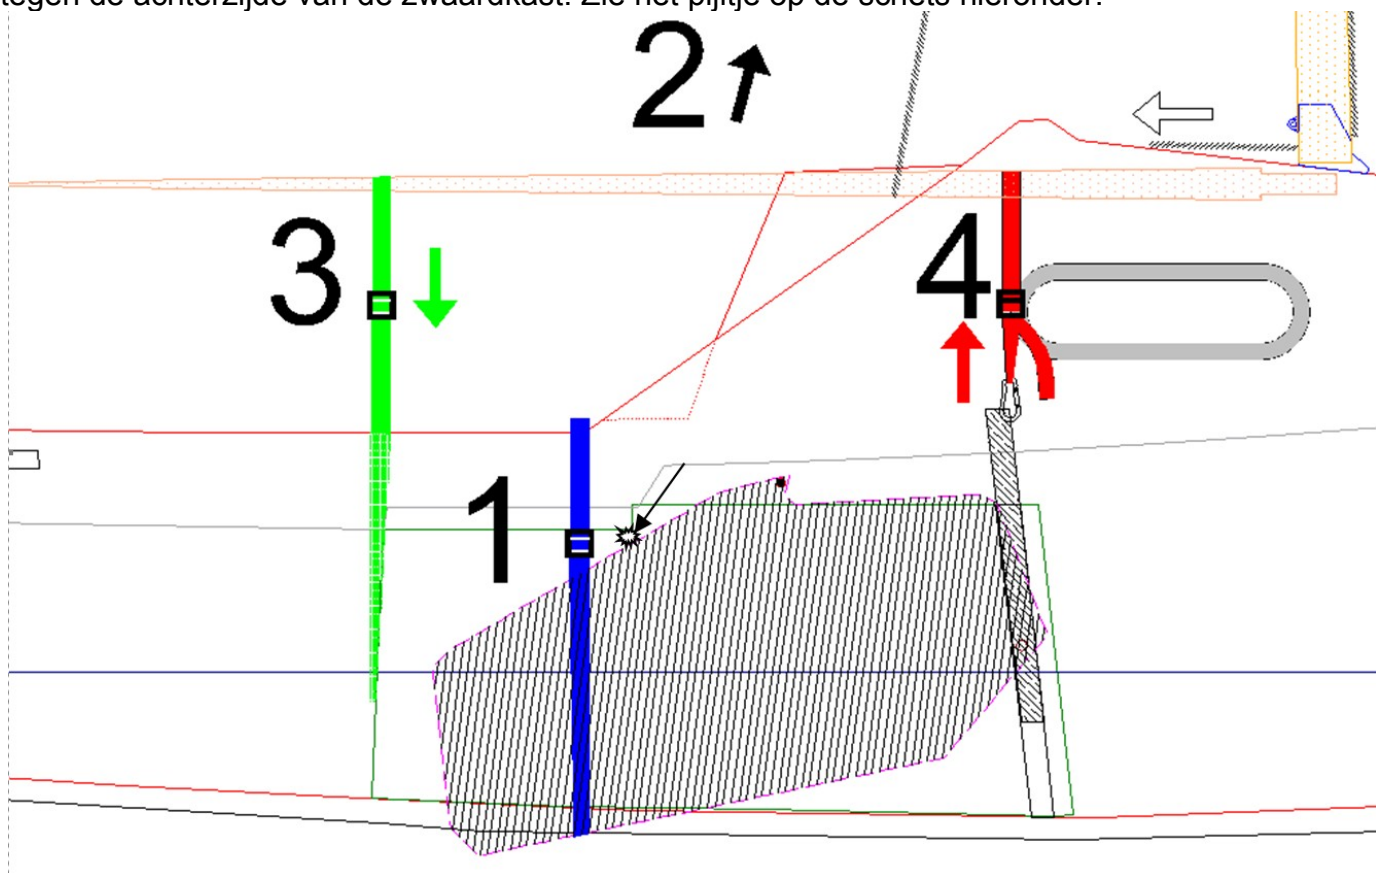 tegen de achterzijde van de zwaardkast. Zie het pijltje op de schets hieronder.
2
3
4
1